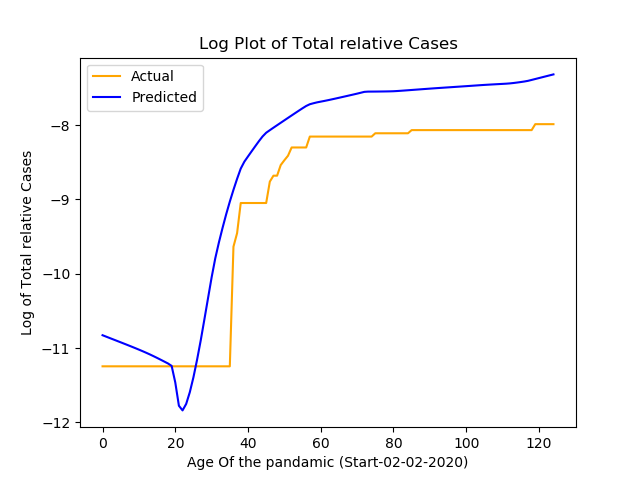 Log Plot of Total relative Cases
Actual
Predicted
Log of Total relative Cases
−8
−9
−10
−11
−12
0 20 40 60 80 100 120
Age Of the pandamic (Start-02-02-2020)